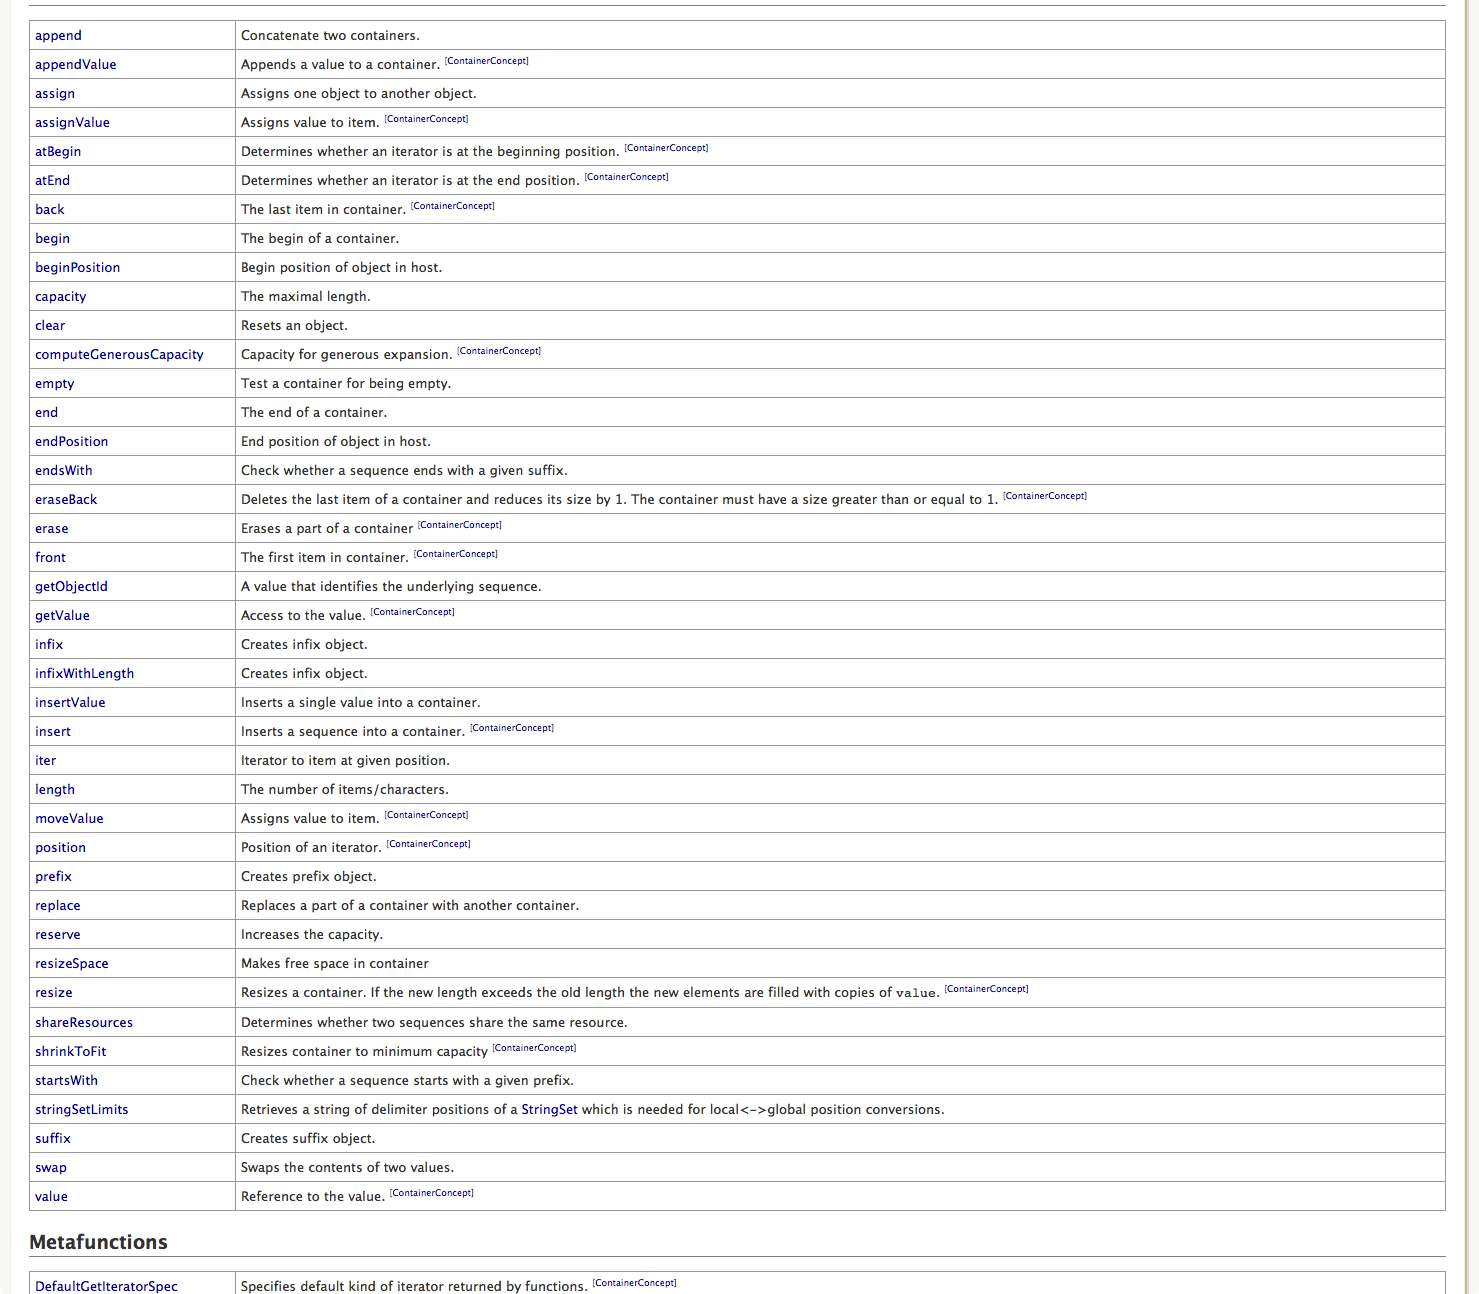 append Concatenate two containers.
appendValue Appends a value to a container. [ContainerConcept]
assign Assigns one object to another object.
assignValue Assigns value to item. [ContainerConcept]
atBegin Determines whether an iterator is at the beginning position. [ContainerConcept]
atEnd Determines whether an iterator is at the end position. [ContainerConcept]
back The last item in container. [ContainerConcept]
begin The begin of a container.
beginPosition Begin position of object in host.
capacity The maximal length.
clear Resets an object.
computeGenerousCapacity Capacity for generous expansion. [ContainerConcept]
empty Test a container for being empty.
end The end of a container.
endPosition End position of object in host.
endsWith Check whether a sequence ends with a given suffix.
eraseBack Deletes the last item of a container and reduces its size by 1. The container must have a size greater than or equal to 1. [ContainerConcept]
erase Erases a part of a container [ContainerConcept]
front The first item in container. [ContainerConcept]
getObjectId A value that identifies the underlying sequence.
getValue Access to the value. [ContainerConcept]
infix Creates infix object.
infixWithLength Creates infix object.
insertValue Inserts a single value into a container.
insert Inserts a sequence into a container. [ContainerConcept]
iter Iterator to item at given position.
length The number of items/characters.
moveValue Assigns value to item. [ContainerConcept]
position Position of an iterator. [ContainerConcept]
prefix Creates prefix object.
replace Replaces a part of a container with another container.
reserve Increases the capacity.
resizeSpace Makes free space in container
resize Resizes a container. If the new length exceeds the old length the new elements are filled with copies of value. [ContainerConcept]
shareResources Determines whether two sequences share the same resource.
shrinkToFit Resizes container to minimum capacity [ContainerConcept]
startsWith Check whether a sequence starts with a given prefix.
stringSetLimits Retrieves a string of delimiter positions of a StringSet which is needed for local<->global position conversions.
suffix Creates suffix object.
swap Swaps the contents of two values.
value Reference to the value. [ContainerConcept]
Metafunctions
DefaultGetIteratorSpec Specifies default kind of iterator returned by functions. [ContainerConcept]